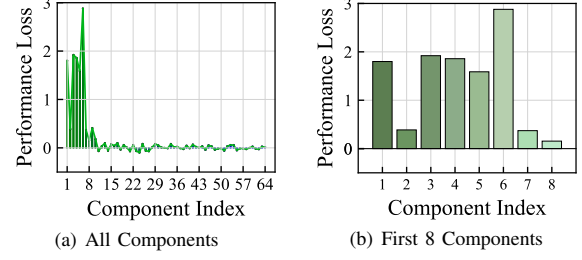 Performance Loss
3
2
1
0
1 8 15 22 29 36 43 50 57 64
Component Index
(a) All Components
Performance Loss
3
2
1
0
1 2 3 4 5 6 7 8
Component Index
(b) First 8 Components